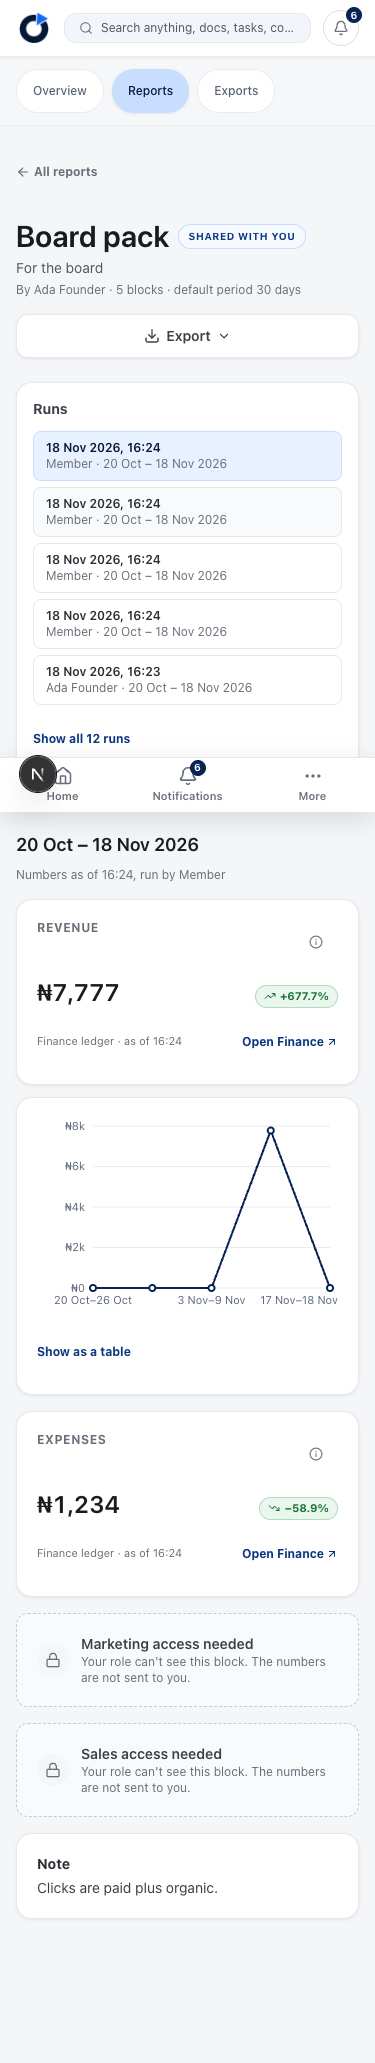 Search anything, docs, tasks, co...
6
Overview
Reports
Exports
← All reports
Board pack
SHARED WITH YOU
For the board
By Ada Founder · 5 blocks · default period 30 days
Export
Runs
18 Nov 2026, 16:24
Member · 20 Oct – 18 Nov 2026
18 Nov 2026, 16:24
Member · 20 Oct – 18 Nov 2026
18 Nov 2026, 16:24
Member · 20 Oct – 18 Nov 2026
18 Nov 2026, 16:24
Member · 20 Oct – 18 Nov 2026
18 Nov 2026, 16:23
Ada Founder · 20 Oct – 18 Nov 2026
Show all 12 runs
N
6
Home
Notifications
More
20 Oct – 18 Nov 2026
Numbers as of 16:24, run by Member
REVENUE
₦7,777
+677.7%
Finance ledger · as of 16:24
Open Finance
₦8k
₦6k
₦4k
₦2k
₦0
20 Oct–26 Oct
3 Nov–9 Nov
17 Nov–18 Nov
Show as a table
EXPENSES
₦1,234
−58.9%
Finance ledger · as of 16:24
Open Finance
Marketing access needed
Your role can't see this block. The numbers
are not sent to you.
Sales access needed
Your role can't see this block. The numbers
are not sent to you.
Note
Clicks are paid plus organic.